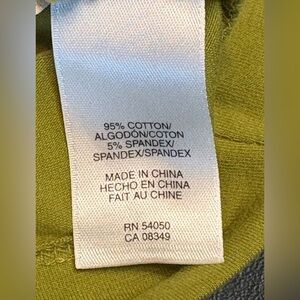 95% COTTON/
ALGODÓN/COTON
5% SPANDEX/
SPANDEX/SPANDEX
MADE IN CHINA
HECHO EN CHINA
FAIT AU CHINE
RN 54050
CA 08349